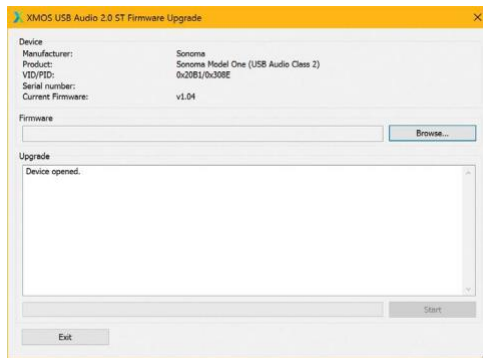 XMOS USB Audio 2.0 ST Firmware Upgrade
Device
Manufacturer: Sonoma
Product: Sonoma Model One (USB Audio Class 2)
VID/PID: 0x20B1/0x308E
Serial number:
Current Firmware: v1.04
Firmware
Browse...
Upgrade
Device opened.
Start
Exit